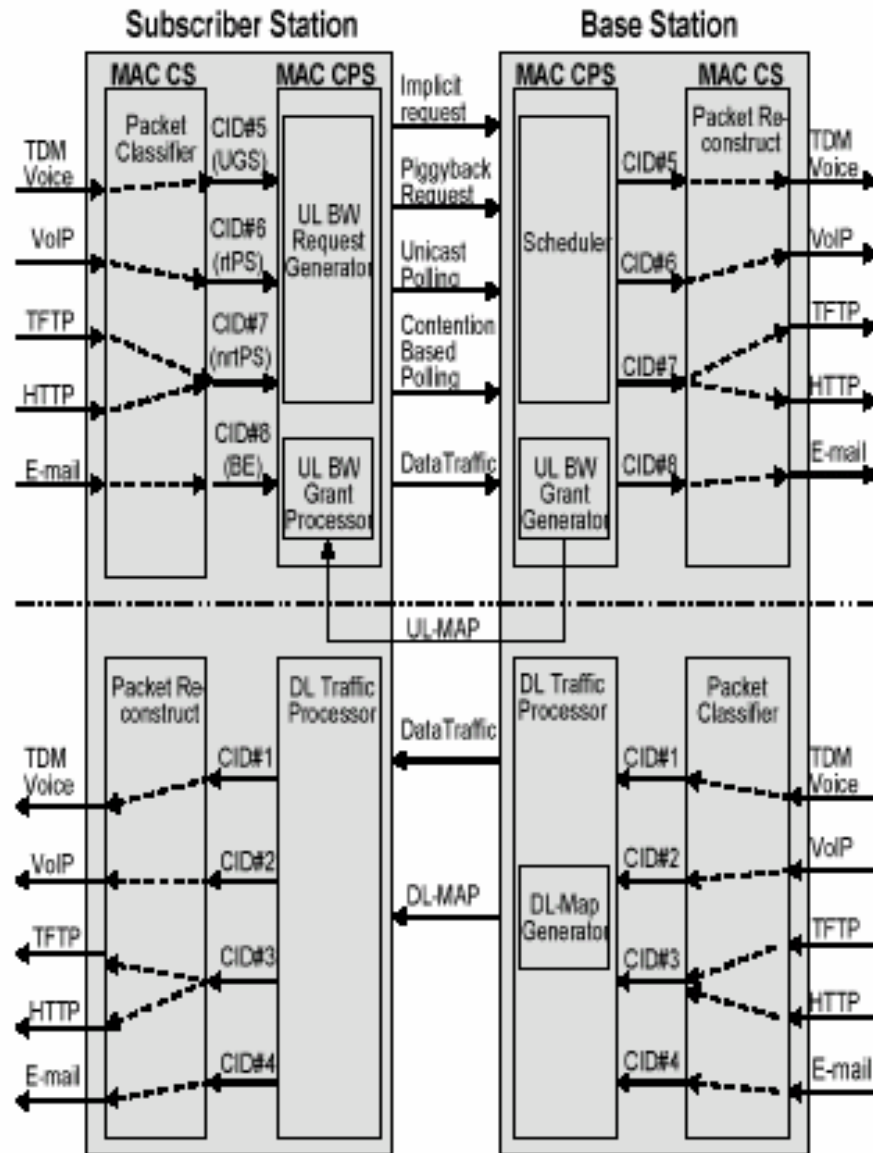 Subscriber Station
Base Station
MAC CS
MAC CPS
MAC CPS
MAC CS
Packet
Classifier
CID#5
(UGS)
Implicit
request
Packet Re-
construct
TDM
Voice
CID#5
TDM
Voice
UL BW
Request
Generator
Piggyback
Request
Scheduler
VoIP
CID#6
(rtPS)
Unicast
Polling
CID#6
VoIP
TFTP
CID#7
(nrtPS)
Contention
Based
Polling
CID#7
TFTP
HTTP
HTTP
E-mail
CID#8
(BE)
UL BW
Grant
Processor
DataTraffic
UL BW
Grant
Generator
CID#8
E-mail
UL-MAP
Packet Re-
construct
DL Traffic
Processor
DL Traffic
Processor
Packet
Classifier
TDM
Voice
CID#1
DataTraffic
CID#1
TDM
Voice
VoIP
CID#2
DL-MAP
DL-Map
Generator
CID#2
VoIP
TFTP
CID#3
CID#3
TFTP
HTTP
HTTP
E-mail
CID#4
CID#4
E-mail